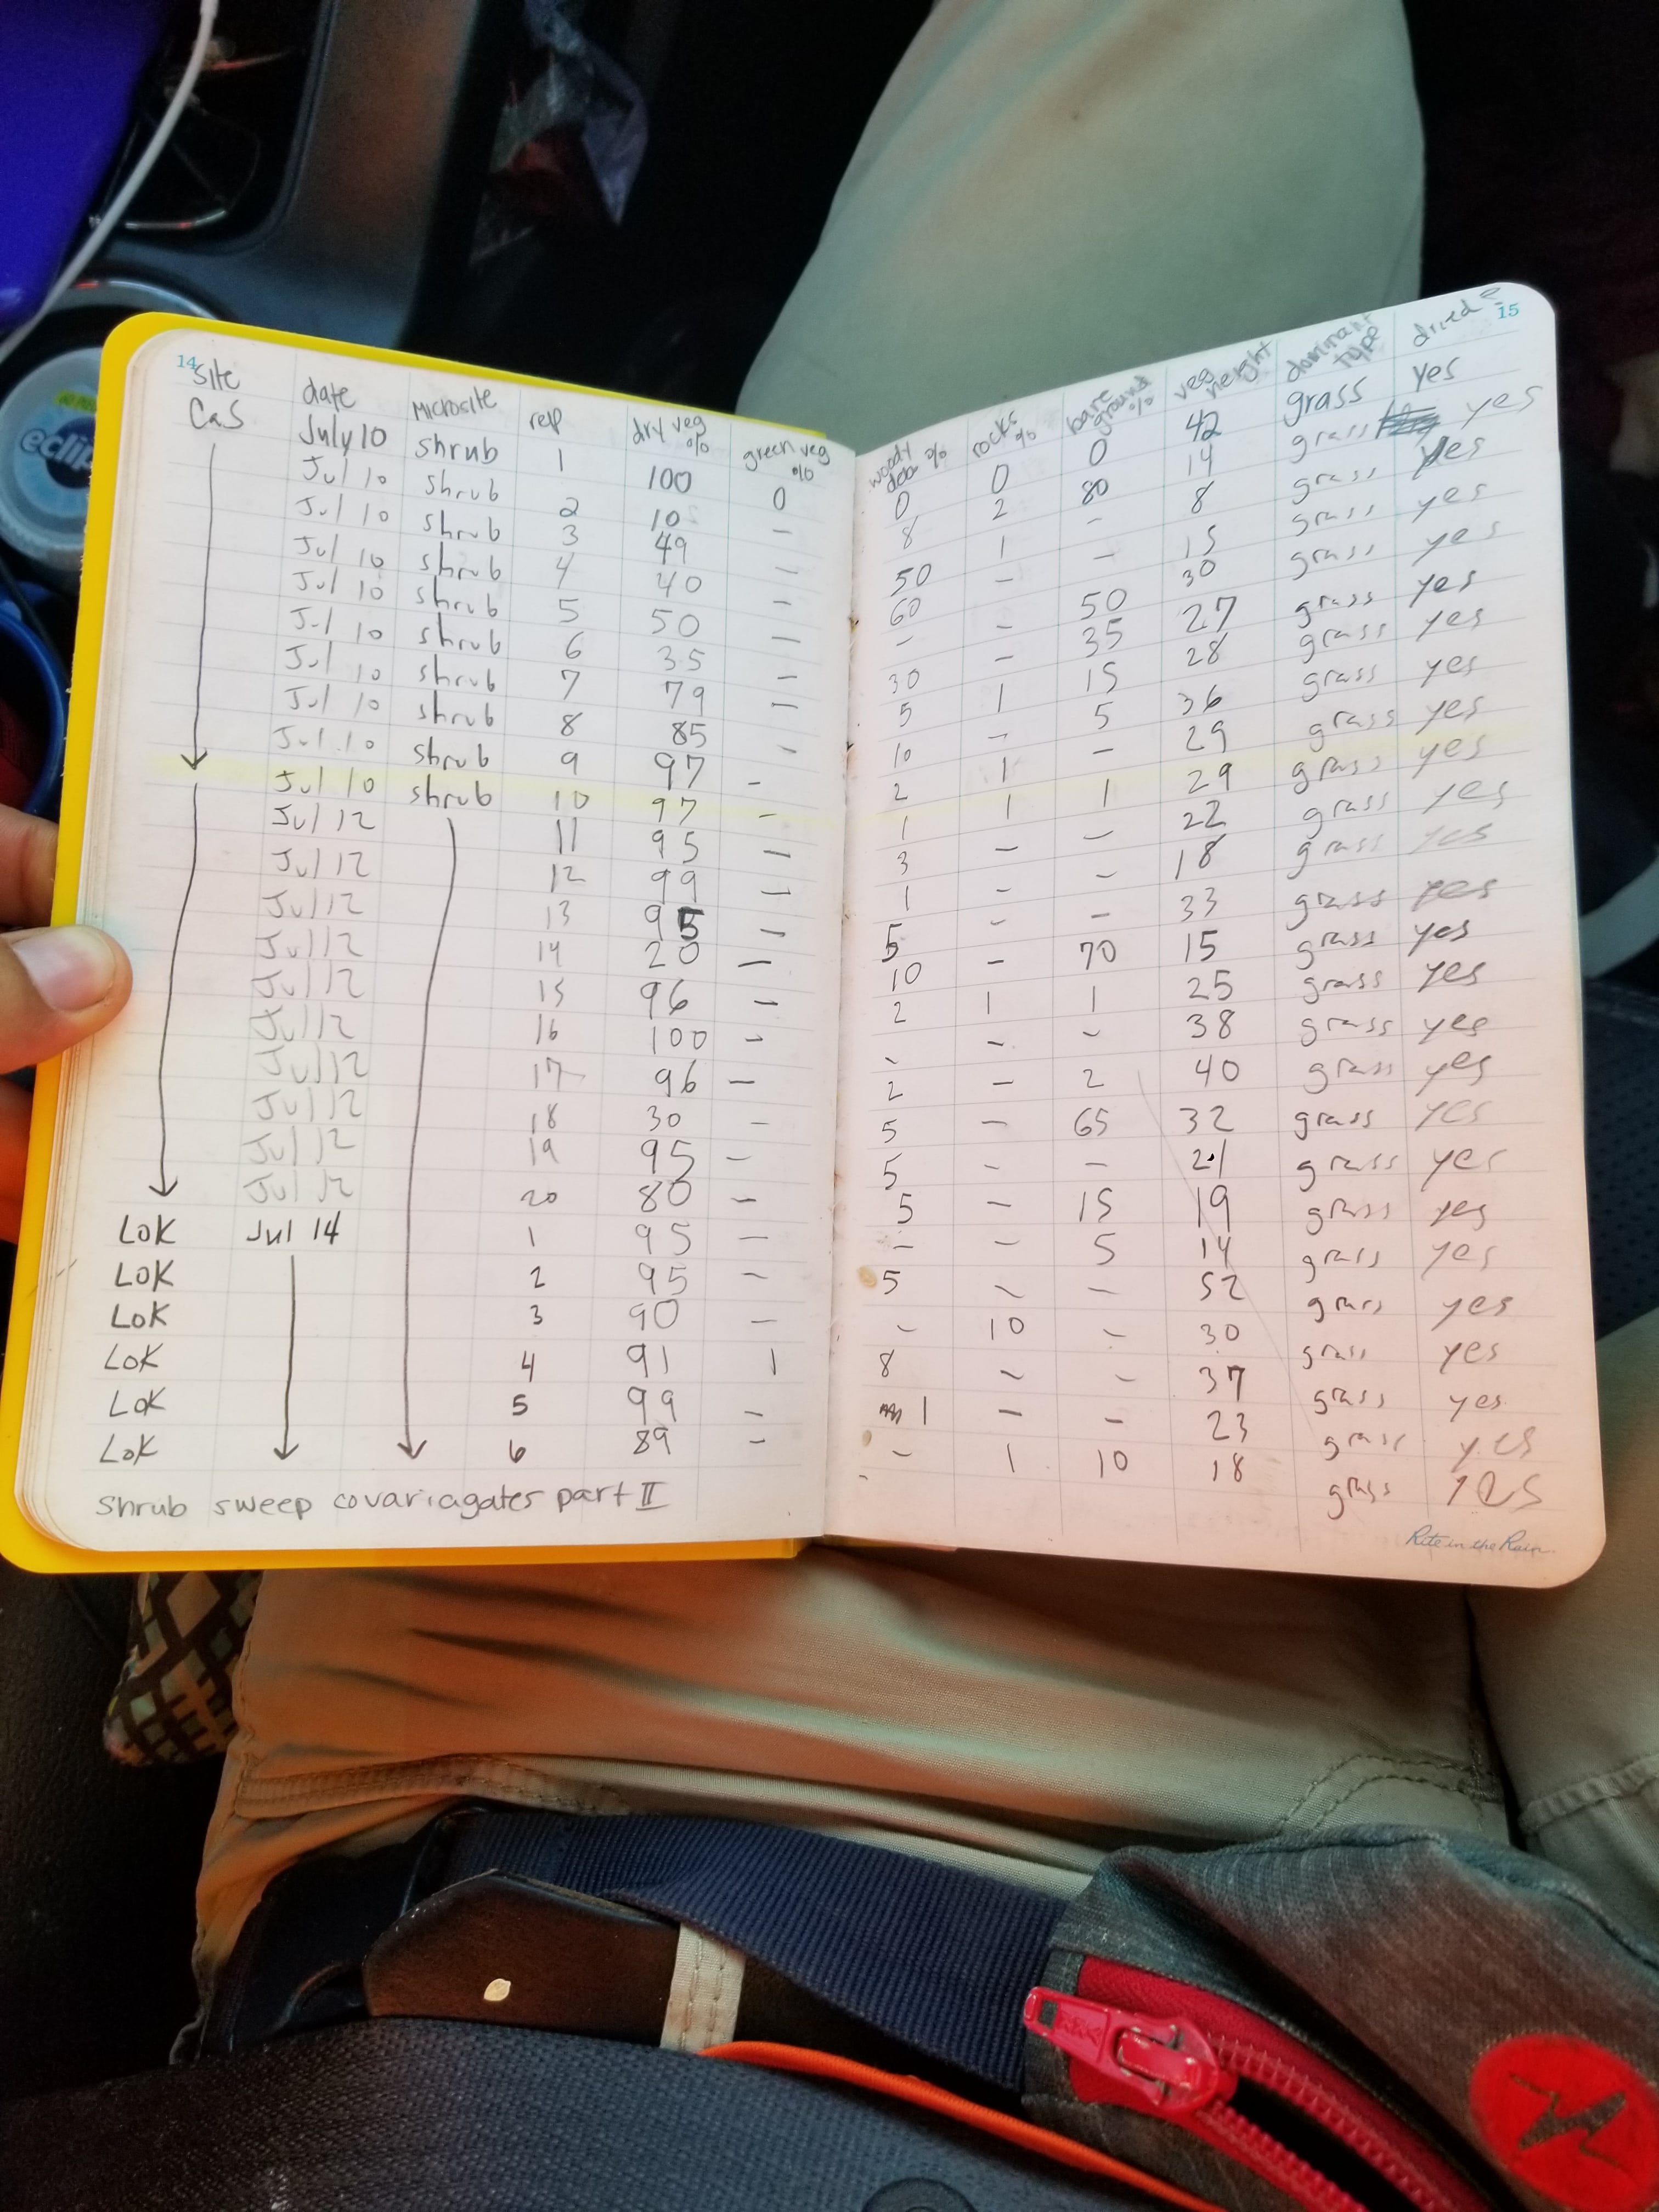 14 15
site date Microsite rep dry veg % green veg % woody deb % rocks % bare ground % veg height dominant type dried?
CaS July 10 shrub 1 100 0 0 0 0 42 grass yes
Jul 10 shrub 2 10 - 8 2 80 14 grass yes
Jul 10 shrub 3 49 - 50 1 - 8 grass yes
Jul 10 shrub 4 40 - 60 - - 15 grass yes
Jul 10 shrub 5 50 - - - 50 30 grass yes
Jul 10 shrub 6 35 - 30 - 35 27 grass yes
Jul 10 shrub 7 79 - 5 1 15 28 grass yes
Jul 10 shrub 8 85 - 10 - 5 36 grass yes
Jul 10 shrub 9 97 - 2 1 - 29 grass yes
Jul 10 shrub 10 97 - 1 1 1 29 grass yes
Jul 12 11 95 - 3 - - 22 grass yes
Jul 12 12 99 - 1 - - 18 grass yes
Jul 12 13 95 - 5 - - 33 grass yes
Jul 12 14 20 - 10 - 70 15 grass yes
Jul 12 15 96 - 2 1 1 25 grass yes
Jul 12 16 100 - - - - 38 grass yes
Jul 12 17 96 - 2 - 2 40 grass yes
Jul 12 18 30 - 5 - 65 32 grass yes
Jul 12 19 95 - 5 - - 21 grass yes
Jul 12 20 80 - 5 - 15 19 grass yes
LoK Jul 14 1 95 - - - 5 14 grass yes
LoK 2 95 - 5 - - 52 grass yes
LoK 3 90 - - 10 - 30 grass yes
LoK 4 91 1 8 - - 37 grass yes
LoK 5 99 - 1 - - 23 grass yes
LoK 6 89 - - 1 10 18 grass yes
shrub sweep covariagates part II
Rite in the Rain
eclip